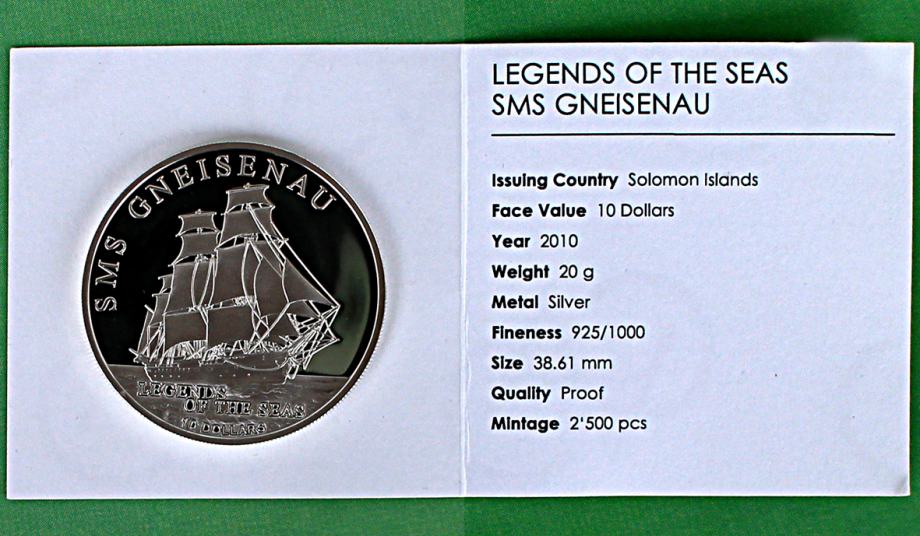 SMS GNEISENAU
LEGENDS
OF THE SEAS
10 DOLLARS
LEGENDS OF THE SEAS
SMS GNEISENAU
Issuing Country Solomon Islands
Face Value 10 Dollars
Year 2010
Weight 20 g
Metal Silver
Fineness 925/1000
Size 38.61 mm
Quality Proof
Mintage 2'500 pcs